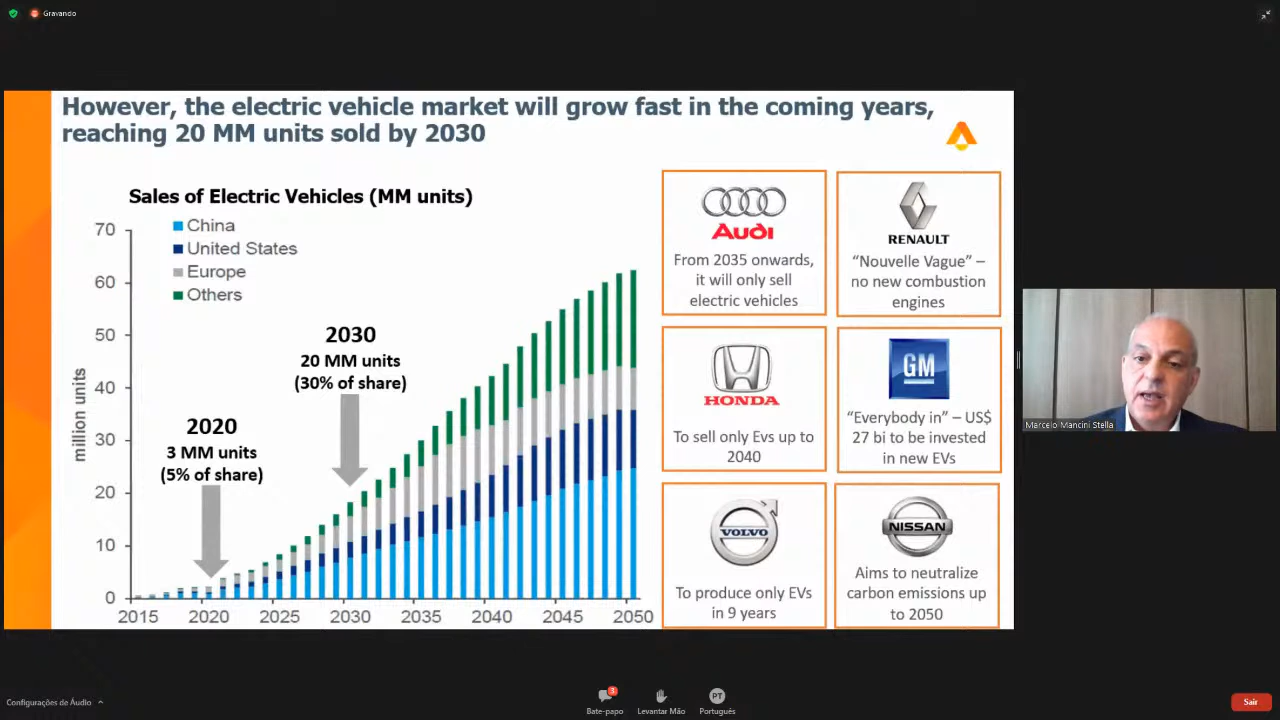 Gravando
However, the electric vehicle market will grow fast in the coming years,
reaching 20 MM units sold by 2030
Sales of Electric Vehicles (MM units)
China
United States
Europe
Others
million units
70
60
50
40
30
20
10
0
2015
2020
2025
2030
2035
2040
2045
2050
2020
3 MM units
(5% of share)
2030
20 MM units
(30% of share)
Audi
From 2035 onwards,
it will only sell
electric vehicles
RENAULT
“Nouvelle Vague” –
no new combustion
engines
HONDA
To sell only Evs up to
2040
GM
“Everybody in” – US$
27 bi to be invested
in new EVs
VOLVO
To produce only EVs
in 9 years
NISSAN
Aims to neutralize
carbon emissions up
to 2050
Marcelo Mancini Stella
Configurações de Áudio
3
Bate-papo
Levantar Mão
PT
Português
Sair